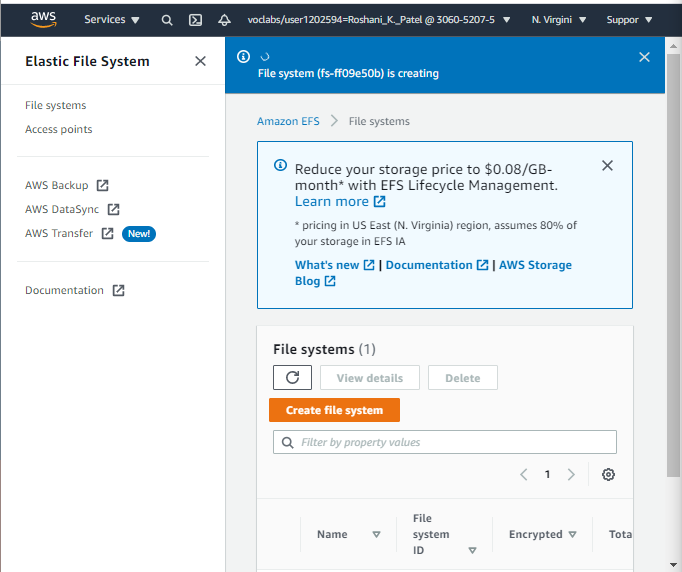 aws
Services
voclabs/user1202594=Roshani_K._Patel @ 3060-5207-5
N. Virgini
Suppor
Elastic File System
File systems
Access points
AWS Backup
AWS DataSync
AWS Transfer New!
Documentation
File system (fs-ff09e50b) is creating
Amazon EFS > File systems
Reduce your storage price to $0.08/GB-
month* with EFS Lifecycle Management.
Learn more
* pricing in US East (N. Virginia) region, assumes 80% of
your storage in EFS IA
What's new | Documentation | AWS Storage
Blog
File systems (1)
View details
Delete
Create file system
Filter by property values
1
Name
File
system
ID
Encrypted
Tota